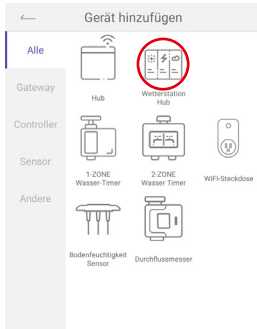 Gerät hinzufügen
Alle
Gateway
Controller
Sensor
Andere
Hub
Wetterstation
Hub
1-ZONE
Wasser-Timer
2-ZONE
Wasser Timer
WIFI-Steckdose
Bodenfeuchtigkeit
Sensor
Durchflussmesser